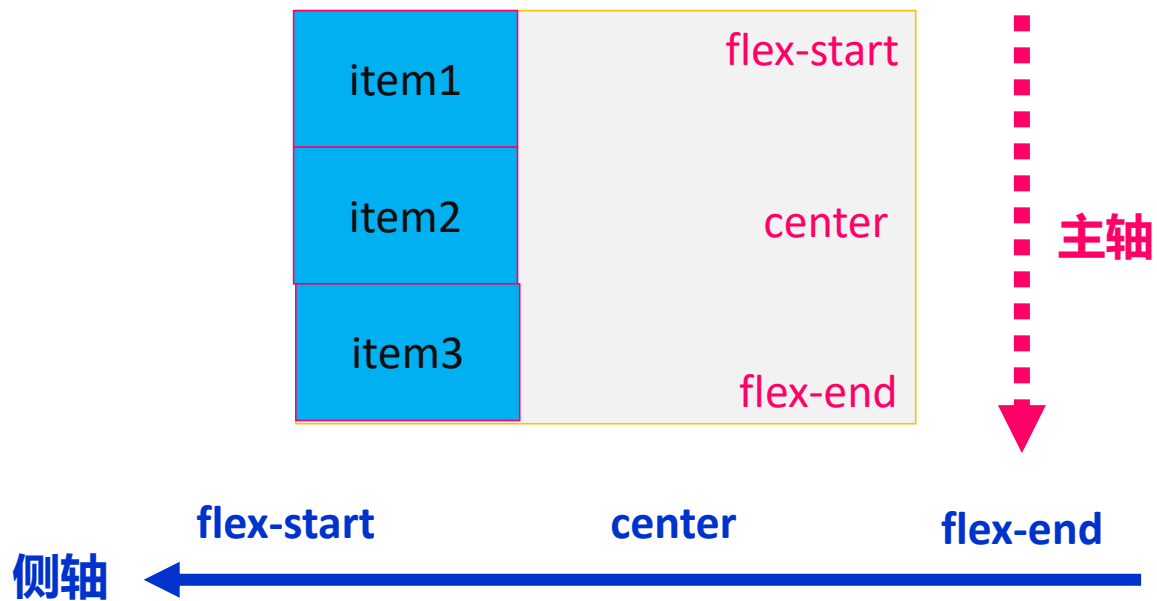 item1
flex-start
item2
center
主轴
item3
flex-end
flex-start
center
flex-end
侧轴